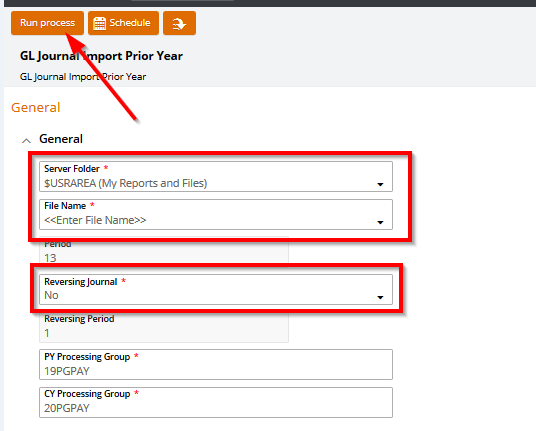 Run process
Schedule
GL Journal Import Prior Year
GL Journal Import Prior Year
General
General
Server Folder *
$USRAREA (My Reports and Files)
File Name *
<<Enter File Name>>
Period
13
Reversing Journal *
No
Reversing Period
1
PY Processing Group *
19PGPAY
CY Processing Group *
20PGPAY